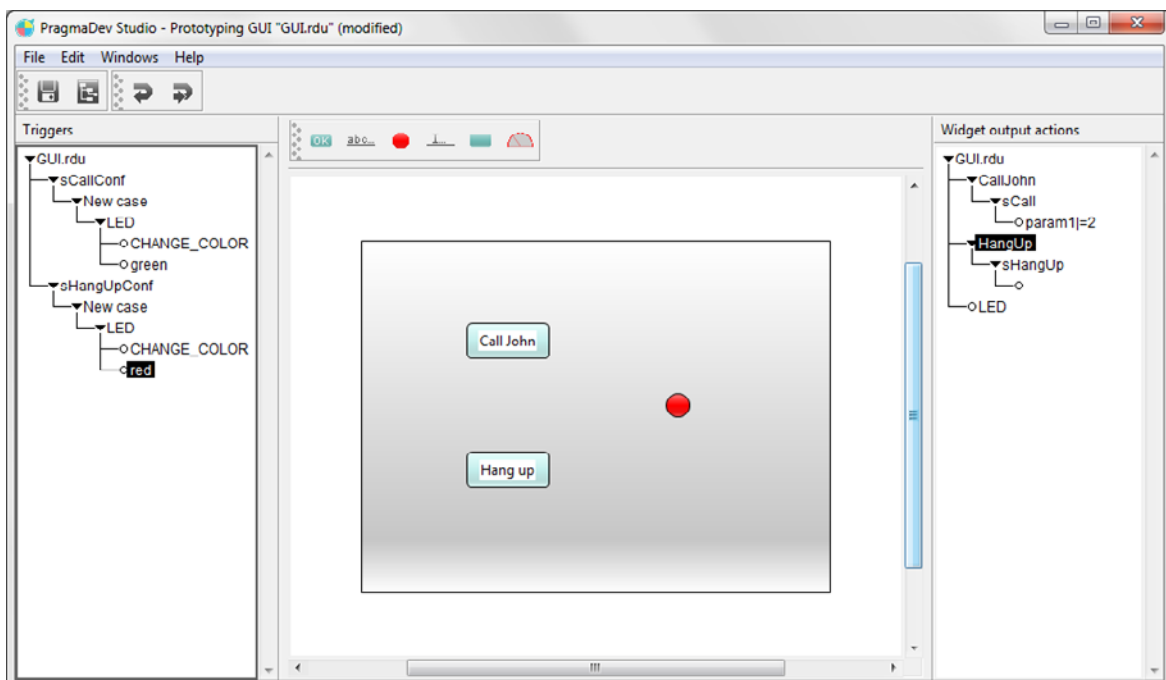 PragmaDev Studio - Prototyping GUI "GUI.rdu" (modified)
File Edit Windows Help
Triggers
GUI.rdu
sCallConf
New case
LED
CHANGE_COLOR
green
sHangUpConf
New case
LED
CHANGE_COLOR
red
OK abc...
Call John
Hang up
Widget output actions
GUI.rdu
CallJohn
sCall
param1|=2
HangUp
sHangUp
LED